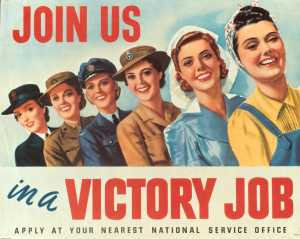 JOIN US
in a VICTORY JOB
APPLY AT YOUR NEAREST NATIONAL SERVICE OFFICE